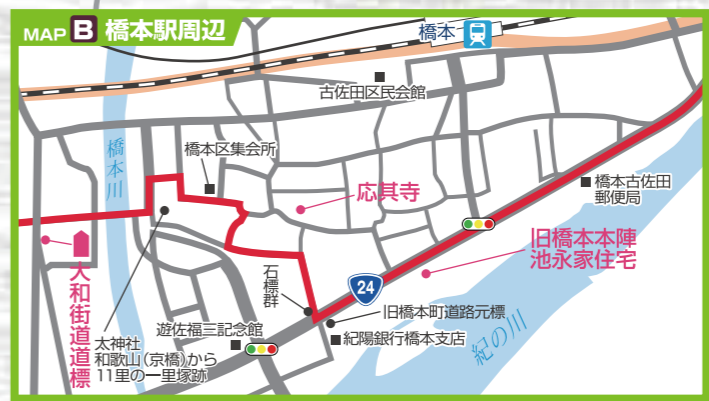 MAP B 橋本駅周辺
橋本
古佐田区民会館
橋本川
橋本区集会所
応其寺
橋本古佐田
郵便局
旧橋本本陣
池永家住宅
大和街道道標
石標群
24
太神社
和歌山(京橋)から
11里の一里塚跡
遊佐福三記念館
旧橋本町道路元標
紀陽銀行橋本支店
紀の川